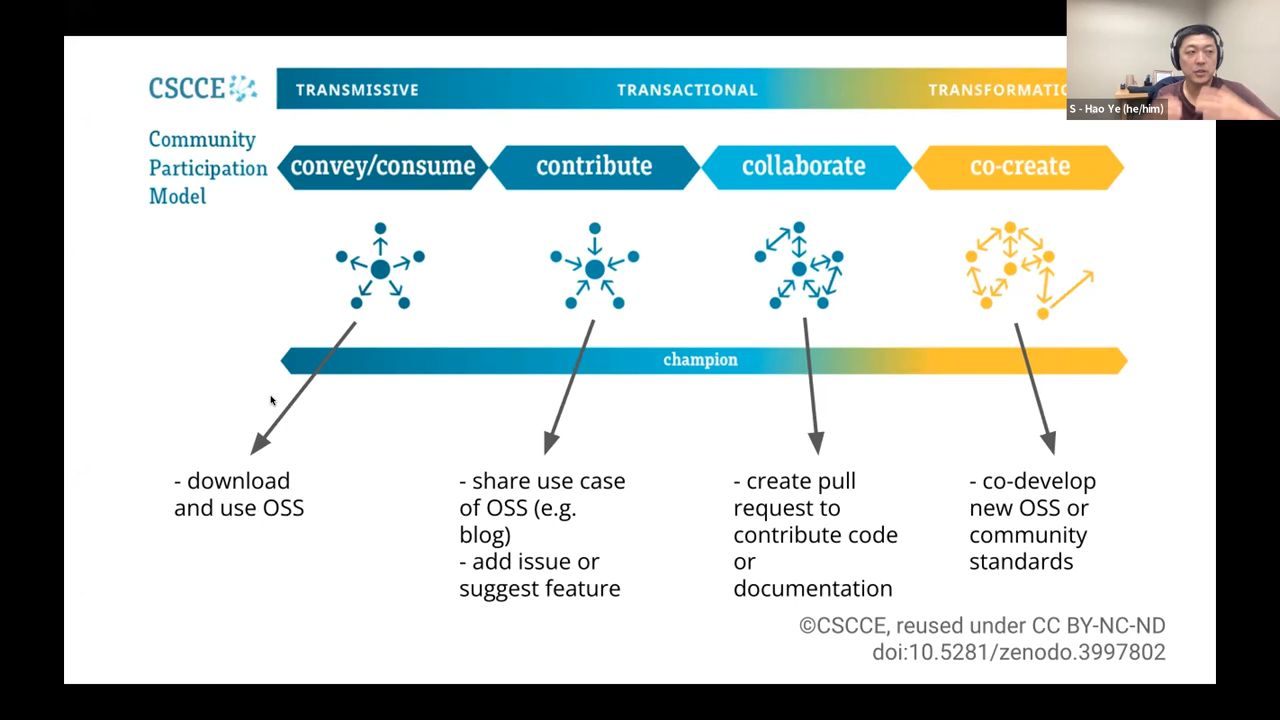 CSCCE
TRANSMISSIVE
TRANSACTIONAL
TRANSFORMATIO
S - Hao Ye (he/him)
Community
Participation
Model
convey/consume
contribute
collaborate
co-create
champion
- download
and use OSS
- share use case
of OSS (e.g.
blog)
- add issue or
suggest feature
- create pull
request to
contribute code
or
documentation
- co-develop
new OSS or
community
standards
©CSCCE, reused under CC BY-NC-ND
doi:10.5281/zenodo.3997802